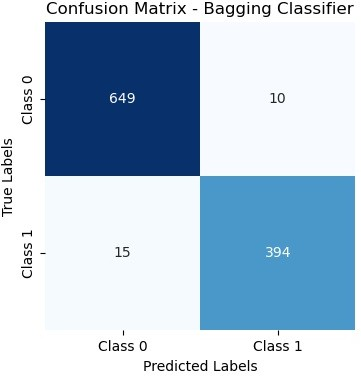 Confusion Matrix - Bagging Classifier
True Labels
Class 0
649
10
Class 1
15
394
Class 0
Class 1
Predicted Labels